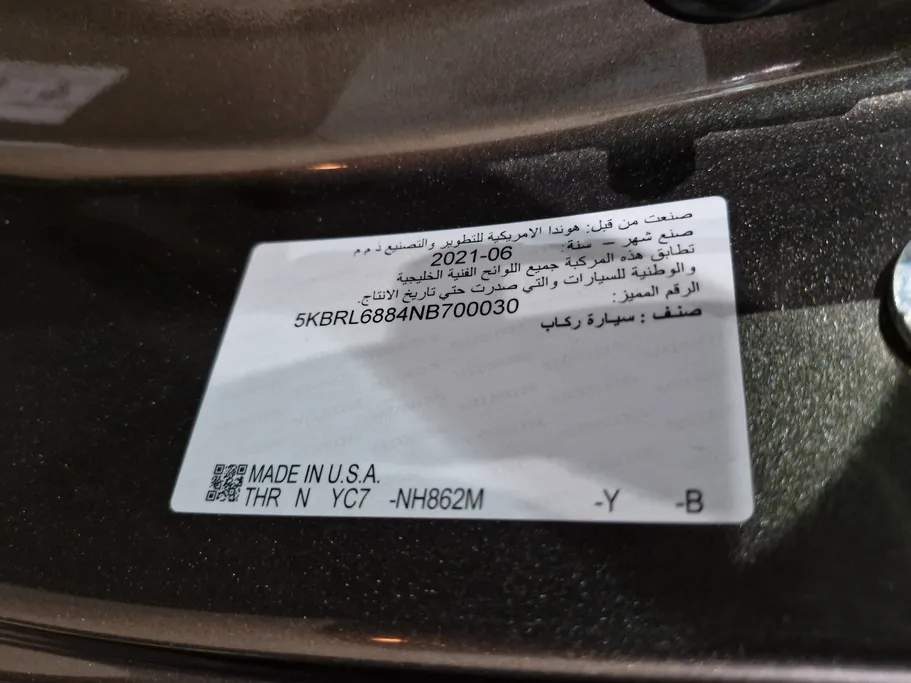 صنعت من قبل: هوندا الامريكية للتطوير والتصنيع ذ م م
صنع شهر – سنة: 2021-06
تطابق هذه المركبة جميع اللوائح الفنية الخليجية
والوطنية للسيارات والتي صدرت حتي تاريخ الانتاج.
الرقم المميز: 5KBRL6884NB700030
صنف : سيارة ركاب
MADE IN U.S.A.
THR N YC7 -NH862M -Y -B